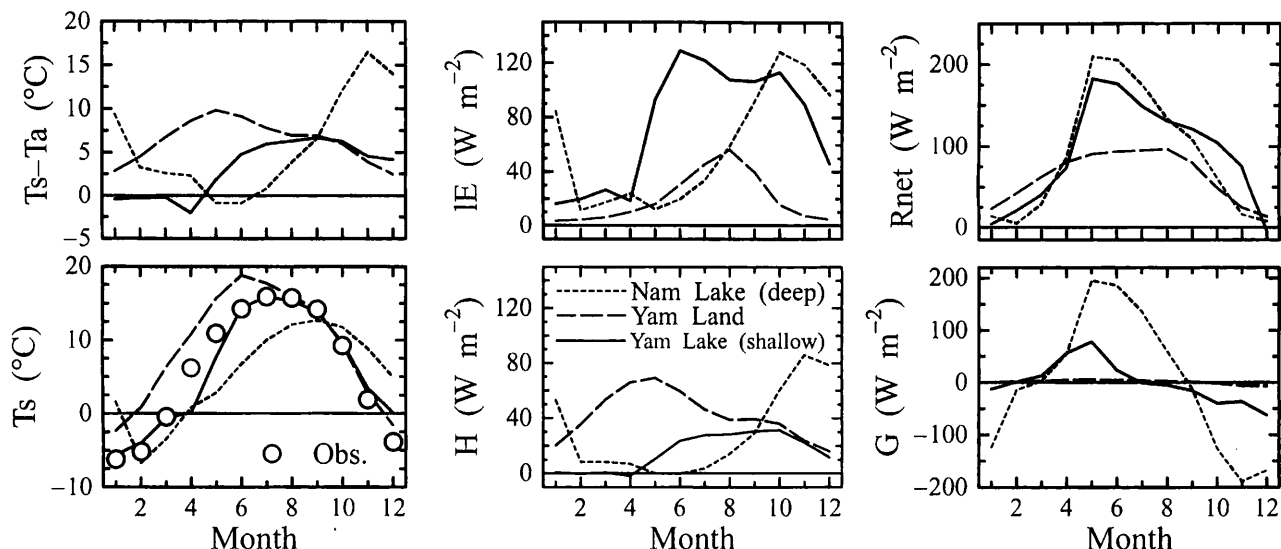 20
15
10
5
0
−5
Ts−Ta (°C)
120
80
40
0
lE (W m−2)
200
100
0
Rnet (W m−2)
20
10
0
−10
Ts (°C)
Obs.
2 4 6 8 10 12
Month
120
80
40
0
H (W m−2)
Nam Lake (deep)
Yam Land
Yam Lake (shallow)
2 4 6 8 10 12
Month
200
100
0
−100
−200
G (W m−2)
2 4 6 8 10 12
Month